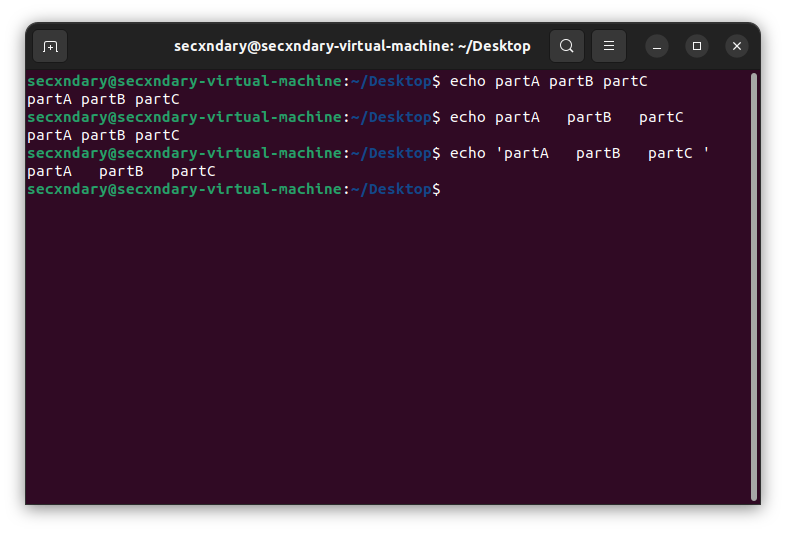 secxndary@secxndary-virtual-machine: ~/Desktop
secxndary@secxndary-virtual-machine:~/Desktop$ echo partA partB partC
partA partB partC
secxndary@secxndary-virtual-machine:~/Desktop$ echo partA   partB   partC
partA partB partC
secxndary@secxndary-virtual-machine:~/Desktop$ echo 'partA   partB   partC '
partA   partB   partC
secxndary@secxndary-virtual-machine:~/Desktop$